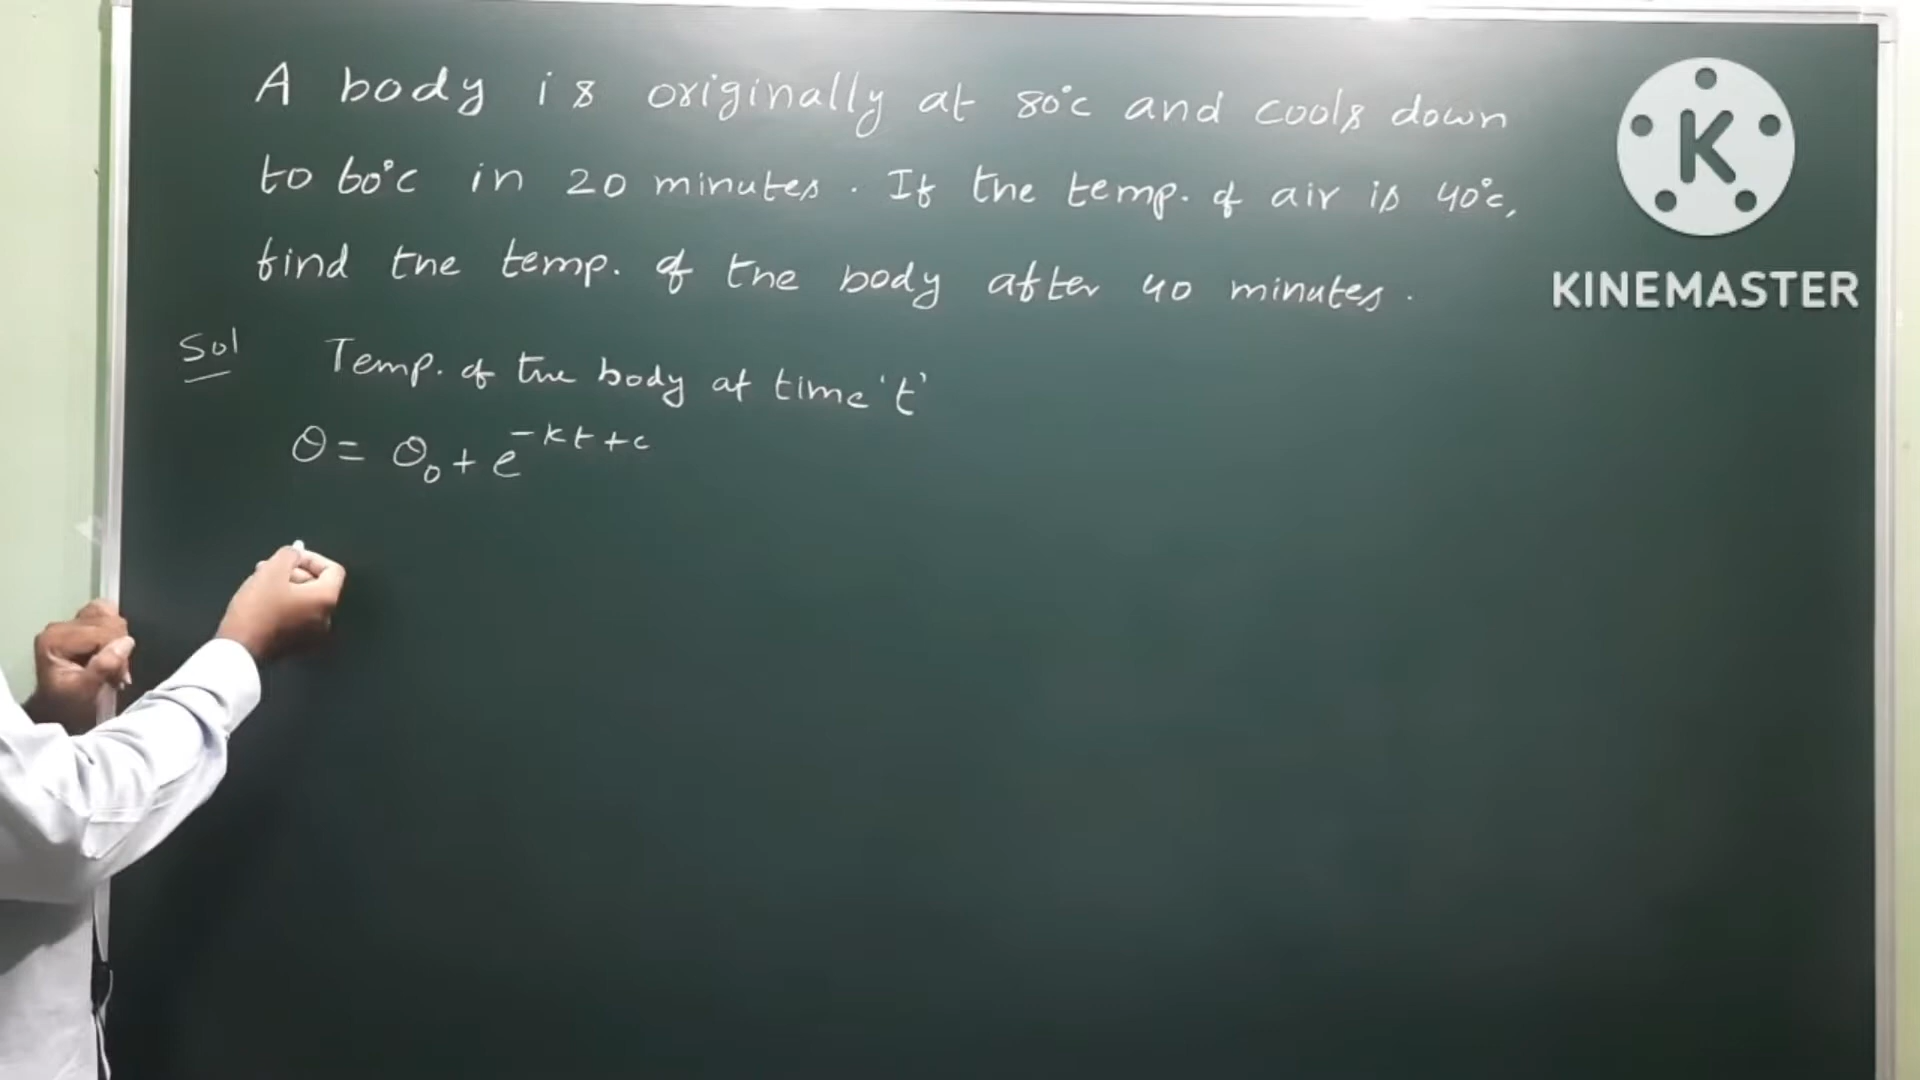 A body is originally at 80°c and cools down
to 60°c in 20 minutes. If the temp. of air is 40°c,
find the temp. of the body after 40 minutes.
Sol Temp. of the body at time 't'
θ = θ₀ + e^{-kt+c}
K
KINEMASTER